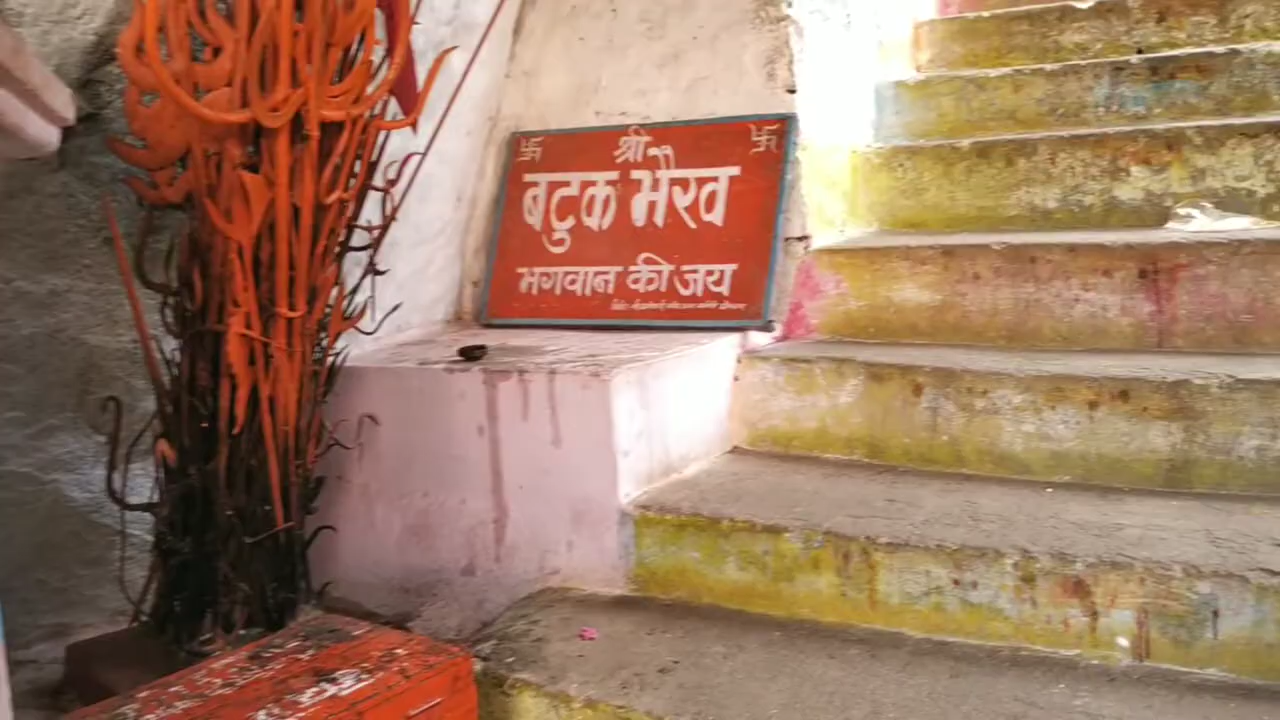 श्री
बटुक भैरव
भगवान की जय